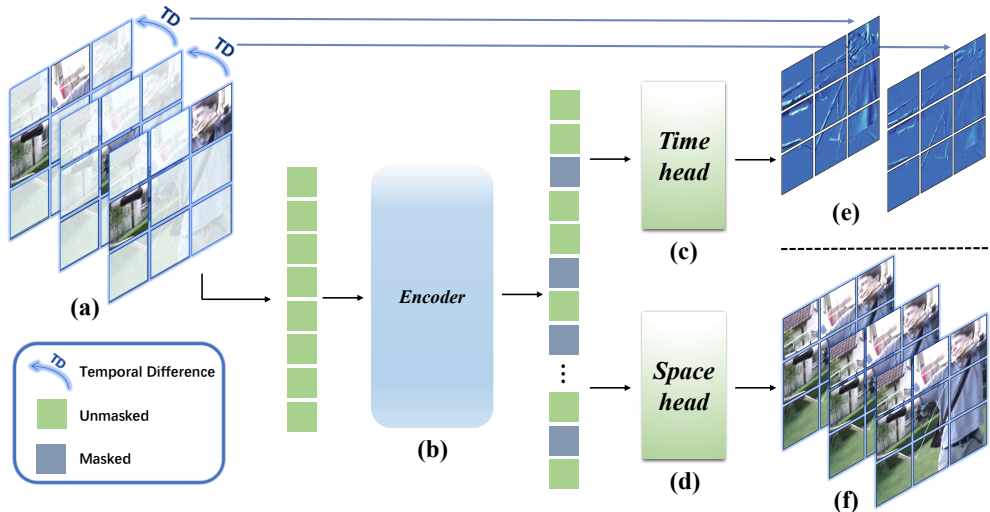 TD
TD
Time
head
(c)
(e)
(a)
Encoder
(b)
Space
head
(d)
(f)
TD
Temporal Difference
Unmasked
Masked
...